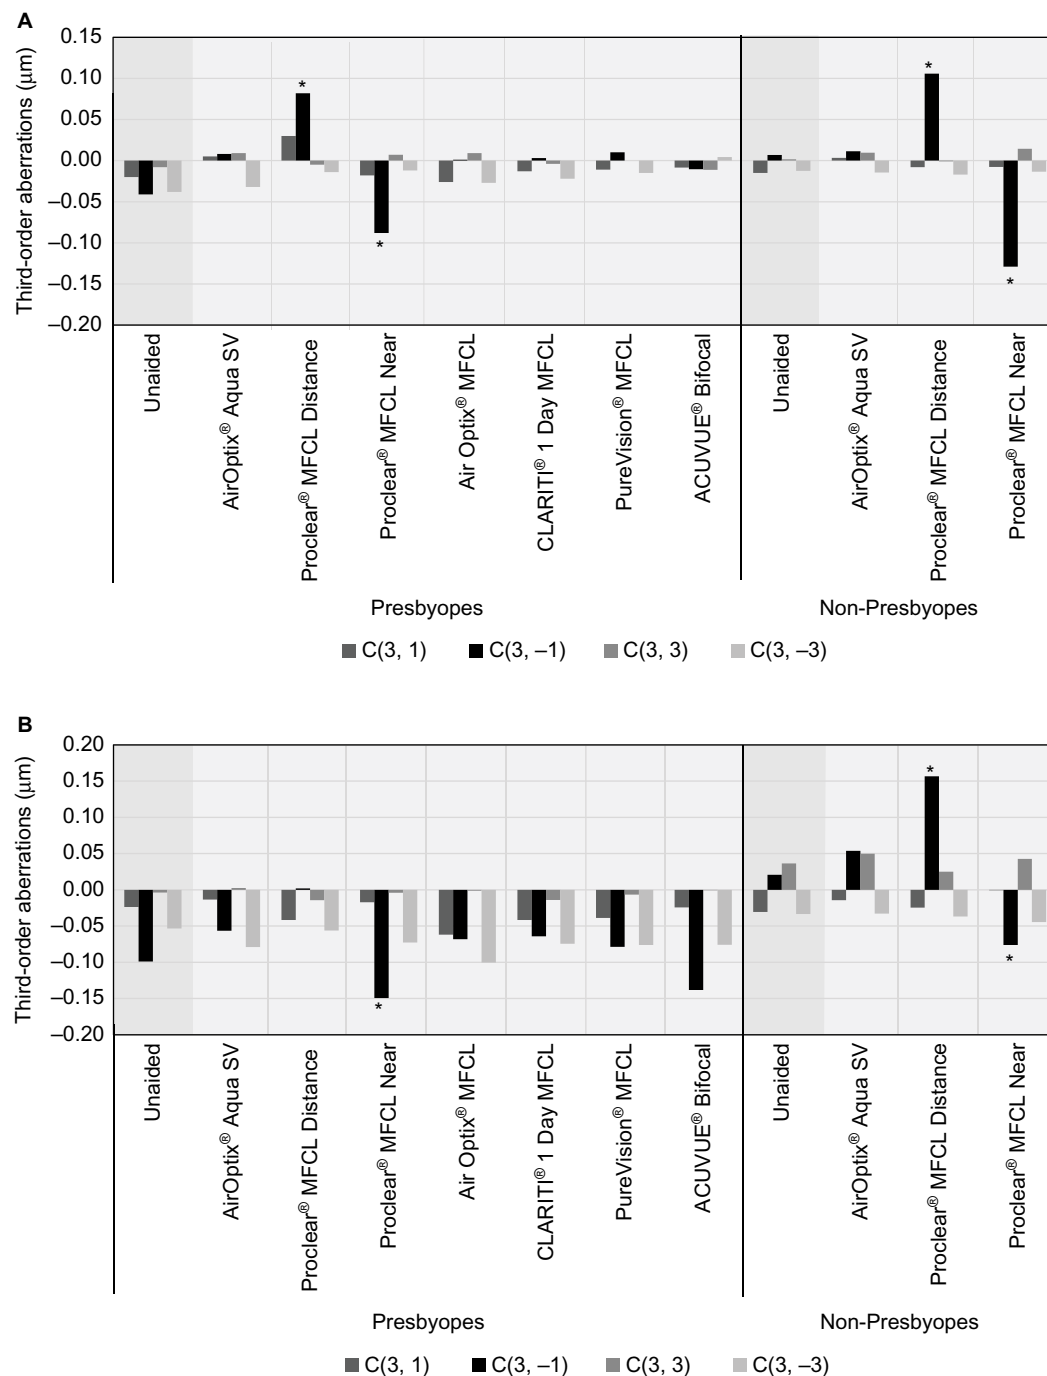 A
Third-order aberrations (μm)
0.15
0.10
0.05
0.00
–0.05
–0.10
–0.15
–0.20
*
*
*
*
Unaided
AirOptix® Aqua SV
Proclear® MFCL Distance
Proclear® MFCL Near
Air Optix® MFCL
CLARITI® 1 Day MFCL
PureVision® MFCL
ACUVUE® Bifocal
Unaided
AirOptix® Aqua SV
Proclear® MFCL Distance
Proclear® MFCL Near
Presbyopes
Non-Presbyopes
C(3, 1)
C(3, –1)
C(3, 3)
C(3, –3)
B
Third-order aberrations (μm)
0.20
0.15
0.10
0.05
0.00
–0.05
–0.10
–0.15
–0.20
*
*
*
Unaided
AirOptix® Aqua SV
Proclear® MFCL Distance
Proclear® MFCL Near
Air Optix® MFCL
CLARITI® 1 Day MFCL
PureVision® MFCL
ACUVUE® Bifocal
Unaided
AirOptix® Aqua SV
Proclear® MFCL Distance
Proclear® MFCL Near
Presbyopes
Non-Presbyopes
C(3, 1)
C(3, –1)
C(3, 3)
C(3, –3)